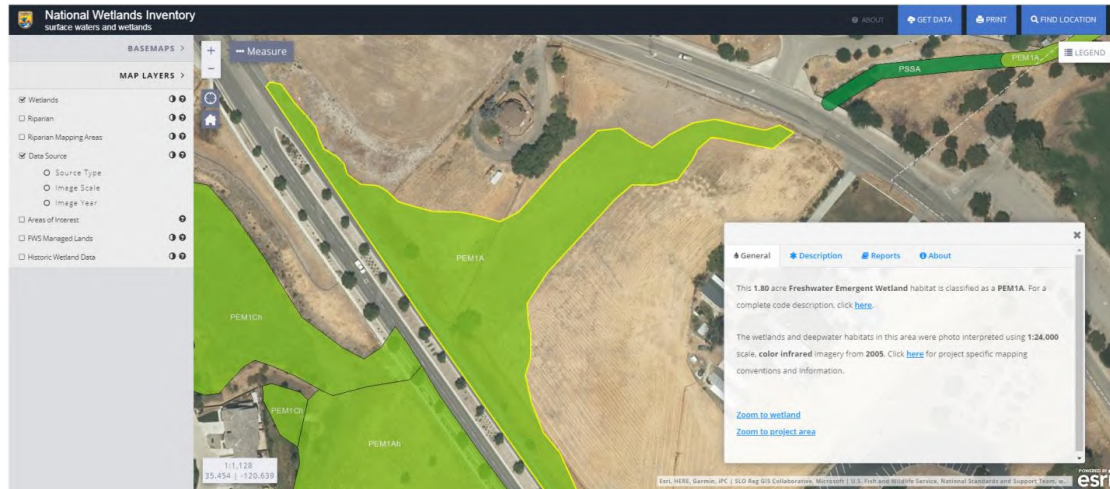 National Wetlands Inventory
surface waters and wetlands
ABOUT
GET DATA
PRINT
FIND LOCATION
BASEMAPS >
MAP LAYERS >
Wetlands
Riparian
Riparian Mapping Areas
Data Source
Source Type
Image Scale
Image Year
Areas of Interest
FWS Managed Lands
Historic Wetland Data
+
-
Measure
LEGEND
PSSA
PEM1A
PEM1A
PEM1Ch
PEM1Ch
PEM1Ah
1:1,128
35.454 | -120.639
General
Description
Reports
About
This 1.80 acre Freshwater Emergent Wetland habitat is classified as a PEM1A. For a
complete code description, click here.
The wetlands and deepwater habitats in this area were photo interpreted using 1:24,000
scale, color infrared imagery from 2005. Click here for project specific mapping
conventions and information.
Zoom to wetland
Zoom to project area
Esri, HERE, Garmin, iPC | SLO Reg GIS Collaborative, Microsoft | U.S. Fish and Wildlife Service, National Standards and Support Team, w...
POWERED BY
esri